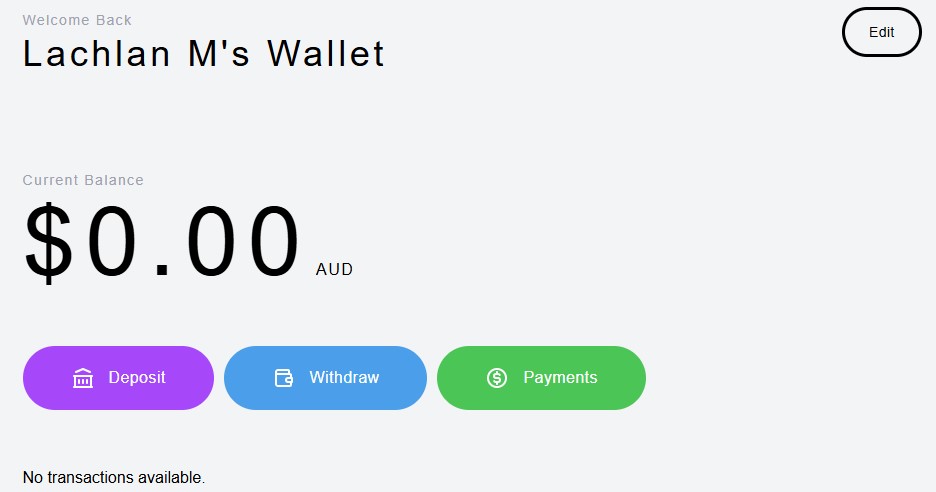 Welcome Back
Lachlan M's Wallet
Edit
Current Balance
$0.00 AUD
Deposit
Withdraw
Payments
No transactions available.